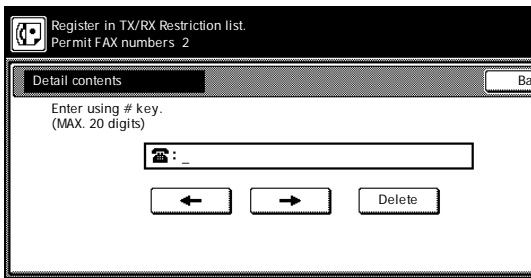 Register in TX/RX Restriction list.
Permit FAX numbers 2
Detail contents
Ba
Enter using # key.
(MAX. 20 digits)
☎: _
Delete